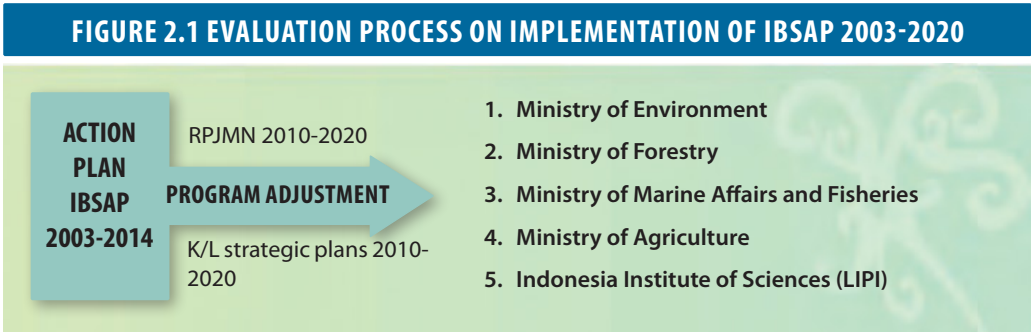 FIGURE 2.1 EVALUATION PROCESS ON IMPLEMENTATION OF IBSAP 2003-2020
ACTION
PLAN
IBSAP
2003-2014
RPJMN 2010-2020
PROGRAM ADJUSTMENT
K/L strategic plans 2010-
2020
1. Ministry of Environment
2. Ministry of Forestry
3. Ministry of Marine Affairs and Fisheries
4. Ministry of Agriculture
5. Indonesia Institute of Sciences (LIPI)